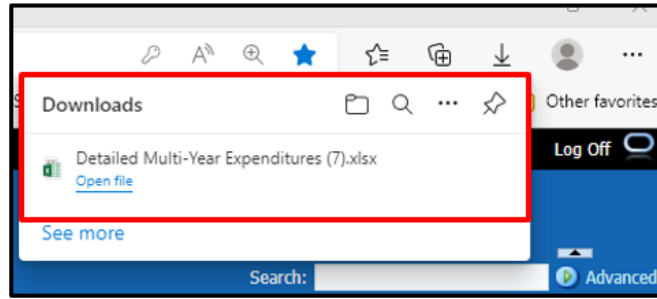 Downloads
Other favorites
Detailed Multi-Year Expenditures (7).xlsx
Open file
Log Off
See more
Search:
Advanced